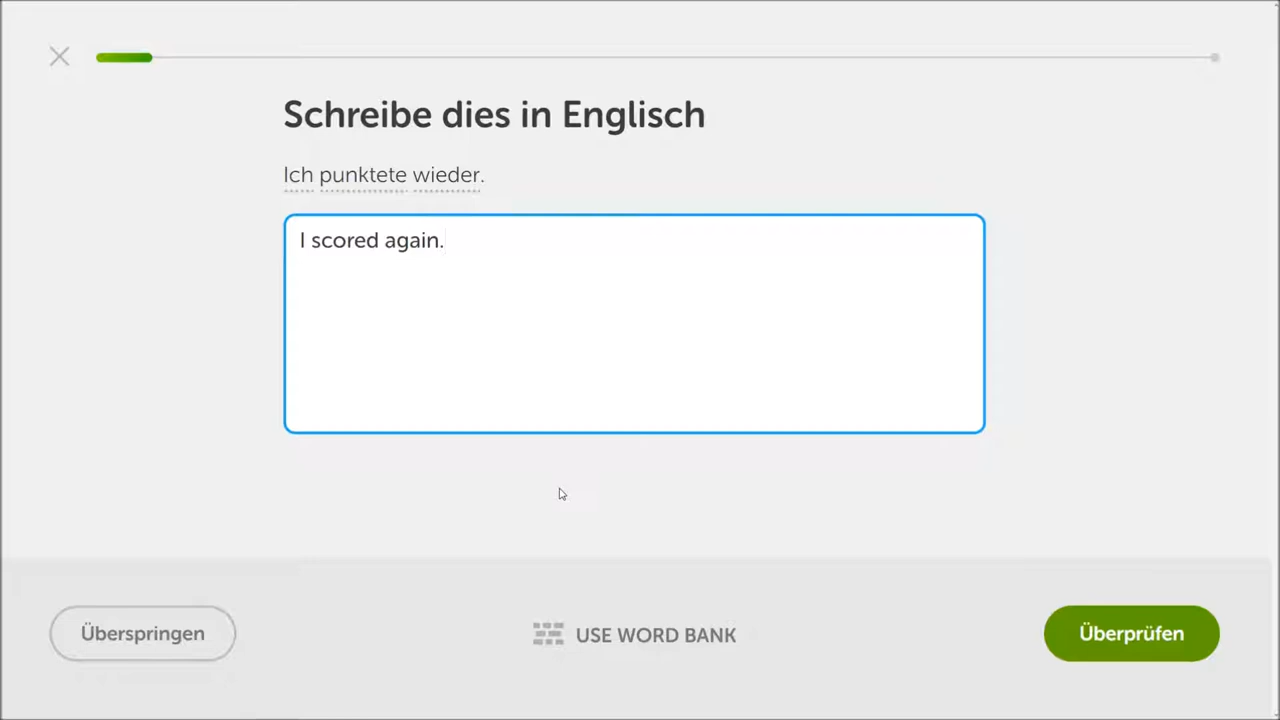 Schreibe dies in Englisch
Ich punktete wieder.
I scored again.
Überspringen
USE WORD BANK
Überprüfen